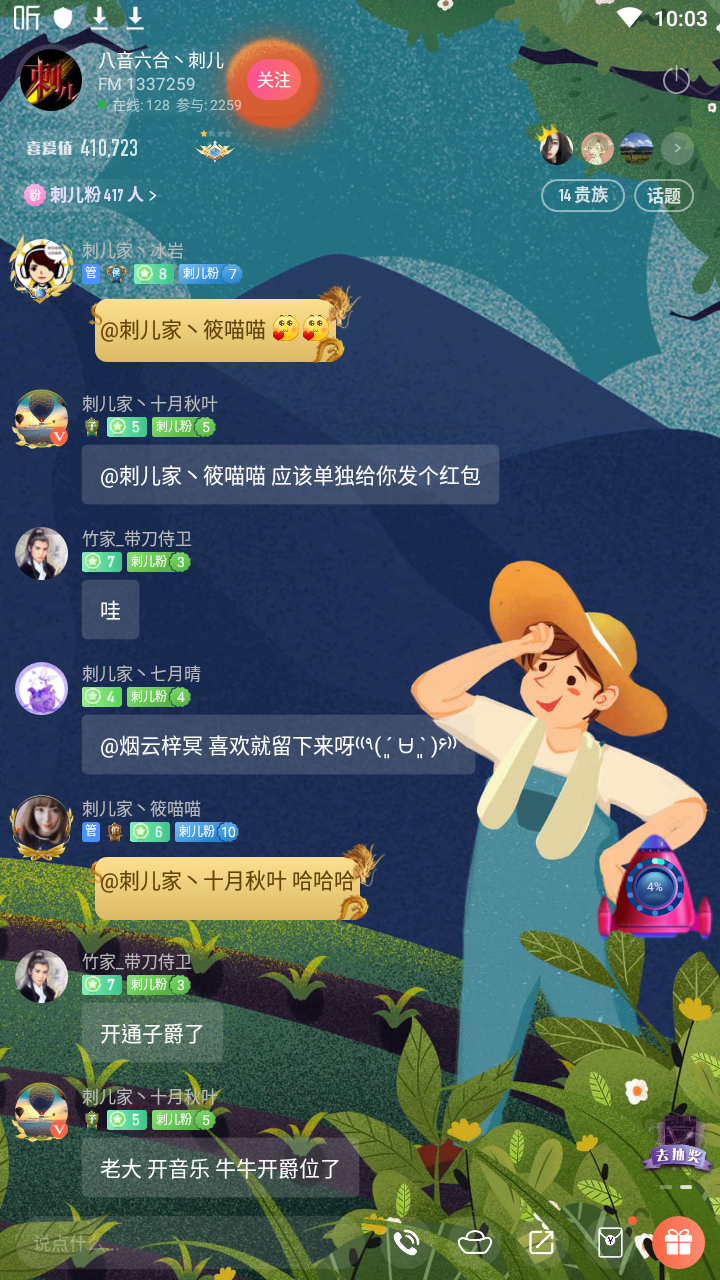 听 10:03
刺儿 八音六合丶刺儿 关注
FM 1337259
在线: 128 参与: 2259
喜爱值 410,723
粉 刺儿粉 417 人 > 14 贵族 话题
刺儿家丶冰岩
管 侯 8 刺儿粉 7
@刺儿家丶筱喵喵
刺儿家丶十月秋叶
子 5 刺儿粉 5
@刺儿家丶筱喵喵 应该单独给你发个红包
竹家_带刀侍卫
7 刺儿粉 3
哇
刺儿家丶七月晴
4 刺儿粉 4
@烟云梓冥 喜欢就留下来呀
刺儿家丶筱喵喵
管 伯 6 刺儿粉 10
@刺儿家丶十月秋叶 哈哈哈
4%
竹家_带刀侍卫
7 刺儿粉 3
开通子爵了
刺儿家丶十月秋叶
子 5 刺儿粉 5
去抽奖
老大 开音乐 牛牛开爵位了
说点什么...